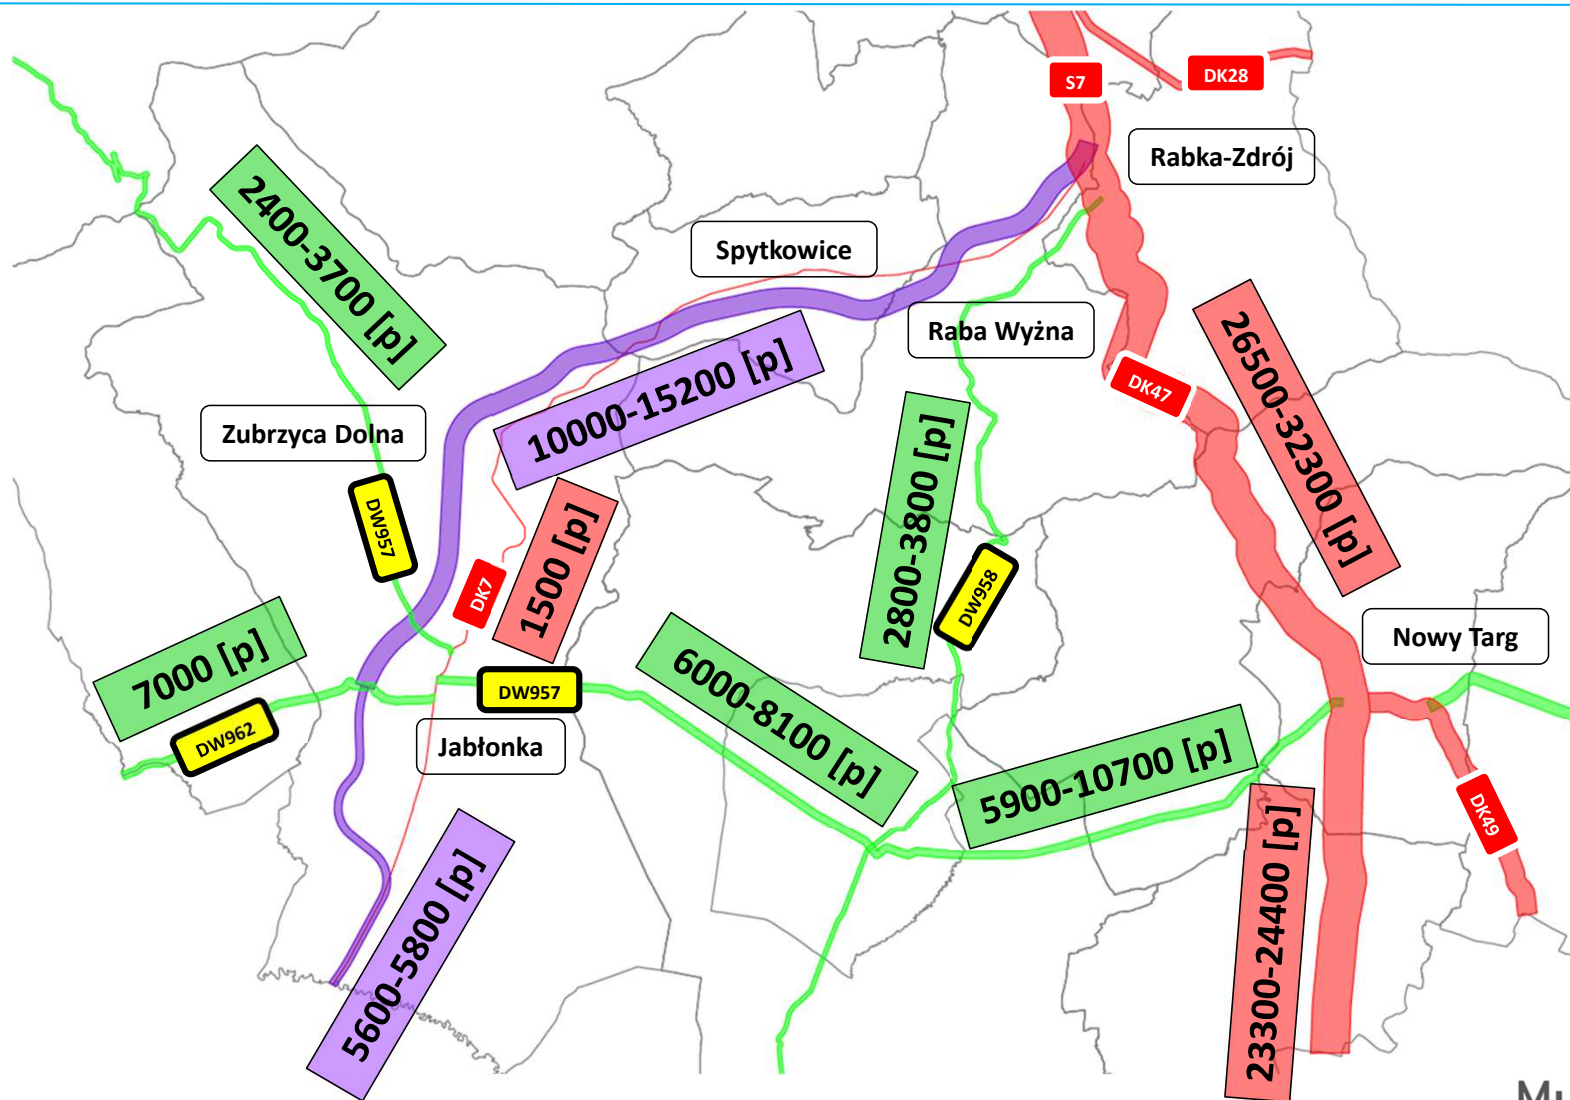 S7
DK28
Rabka-Zdrój
2400-3700 [p]
Spytkowice
Raba Wyżna
26500-32300 [p]
DK47
10000-15200 [p]
Zubrzyca Dolna
2800-3800 [p]
DW957
1500 [p]
DK7
DW958
Nowy Targ
7000 [p]
DW962
DW957
6000-8100 [p]
Jabłonka
5900-10700 [p]
DK49
5600-5800 [p]
23300-24400 [p]